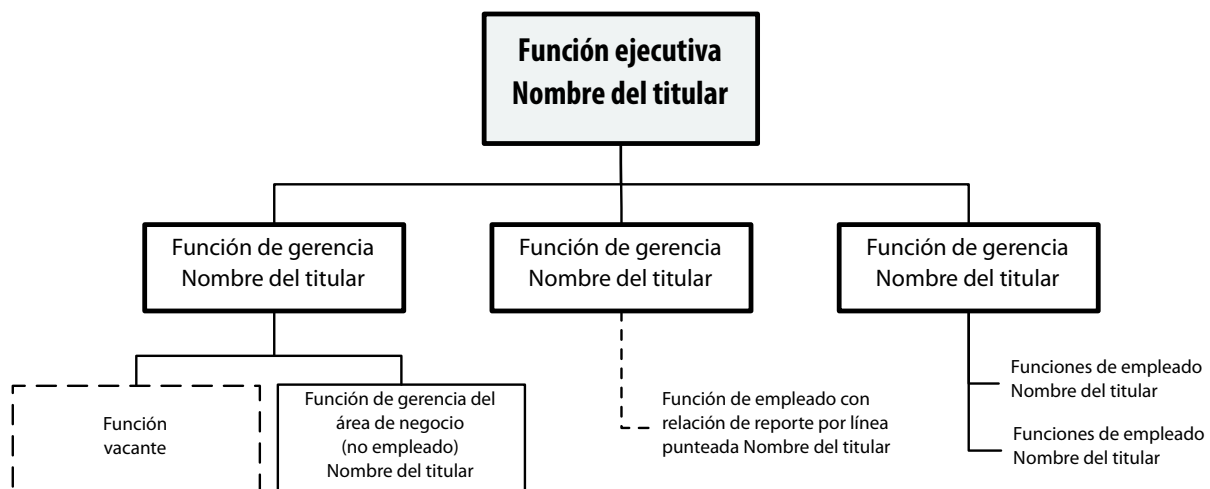 Función ejecutiva
Nombre del titular
Función de gerencia
Nombre del titular
Función de gerencia
Nombre del titular
Función de gerencia
Nombre del titular
Función
vacante
Función de gerencia del
área de negocio
(no empleado)
Nombre del titular
Función de empleado con
relación de reporte por línea
punteada Nombre del titular
Funciones de empleado
Nombre del titular
Funciones de empleado
Nombre del titular